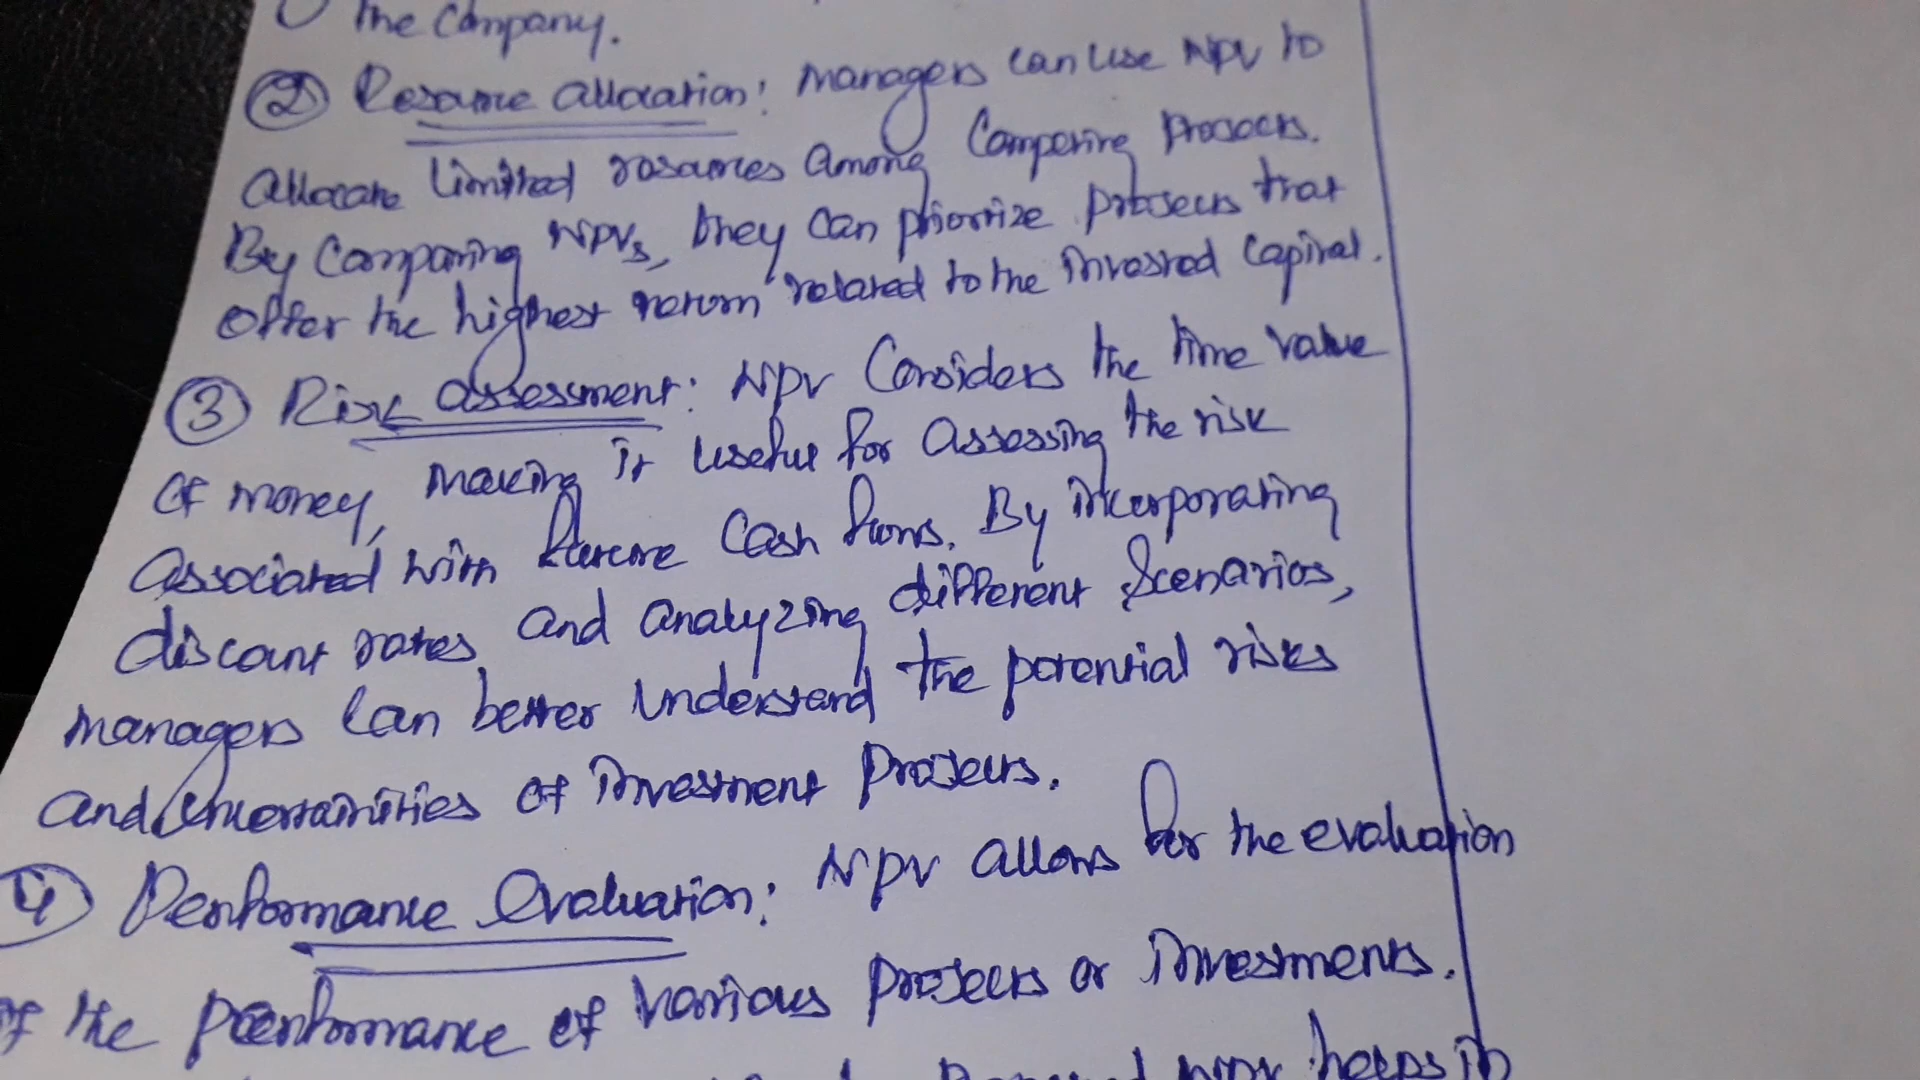 the Company.
② Resource allocation: Managers can use NPV to
allocate limited resources among Competing Projects.
By Comparing NPVs, they can prioritize projects that
offer the highest return related to the invested capital.
③ Risk assessment: NPV Considers the time value
of money, making it useful for assessing the risk
associated with future cash flows. By incorporating
discount rates and analyzing different scenarios,
managers can better understand the potential risks
and uncertainities of investment projects.
④ Performance evaluation: NPV allows for the evaluation
of the performance of various projects or investments.
NPV helps in